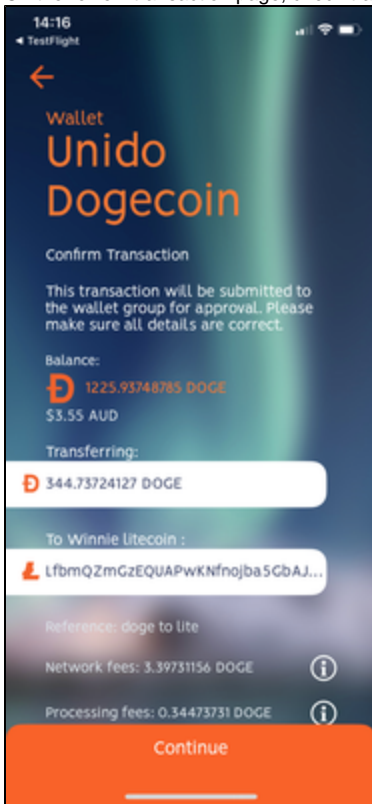 14:16
TestFlight
Wallet
Unido
Dogecoin
Confirm Transaction
This transaction will be submitted to
the wallet group for approval. Please
make sure all details are correct.
Balance:
1225.93748785 DOGE
$3.55 AUD
Transferring:
344.73724127 DOGE
To Winnie litecoin :
LfbmQZmGzEQUAPwKNfnojba5GbAJ...
Reference: doge to lite
Network fees: 3.39731156 DOGE
Processing fees: 0.34473731 DOGE
Continue